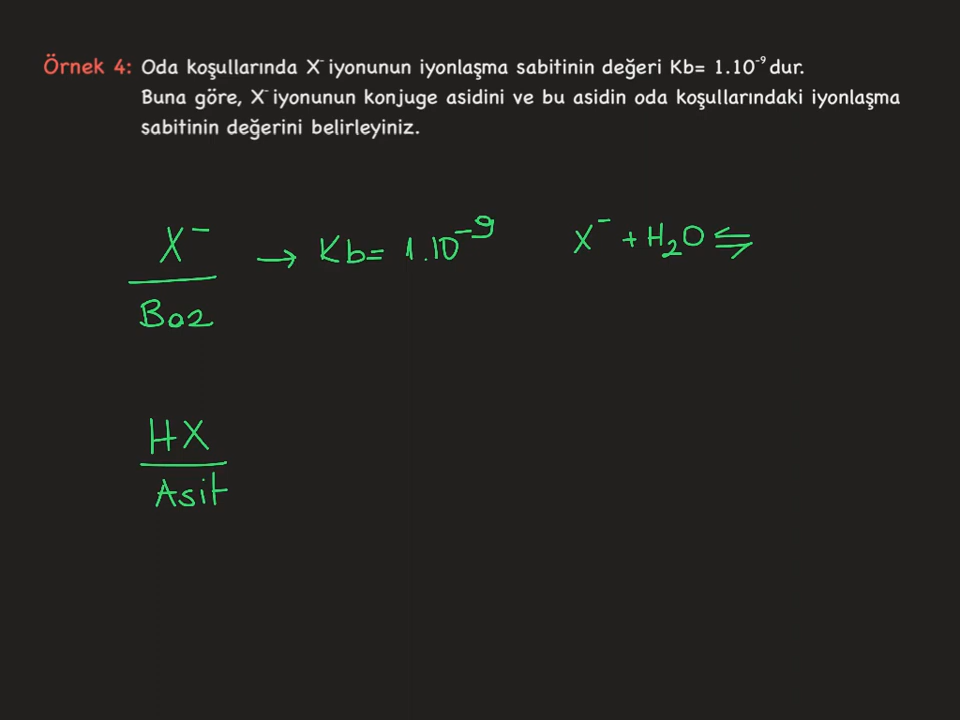 Örnek 4: Oda koşullarında X⁻ iyonunun iyonlaşma sabitinin değeri Kb= 1.10⁻⁹ dur.
Buna göre, X⁻ iyonunun konjuge asidini ve bu asidin oda koşullarındaki iyonlaşma
sabitinin değerini belirleyiniz.
X⁻ → Kb= 1.10⁻⁹ X⁻ + H₂O ⇌
Baz
HX
Asit